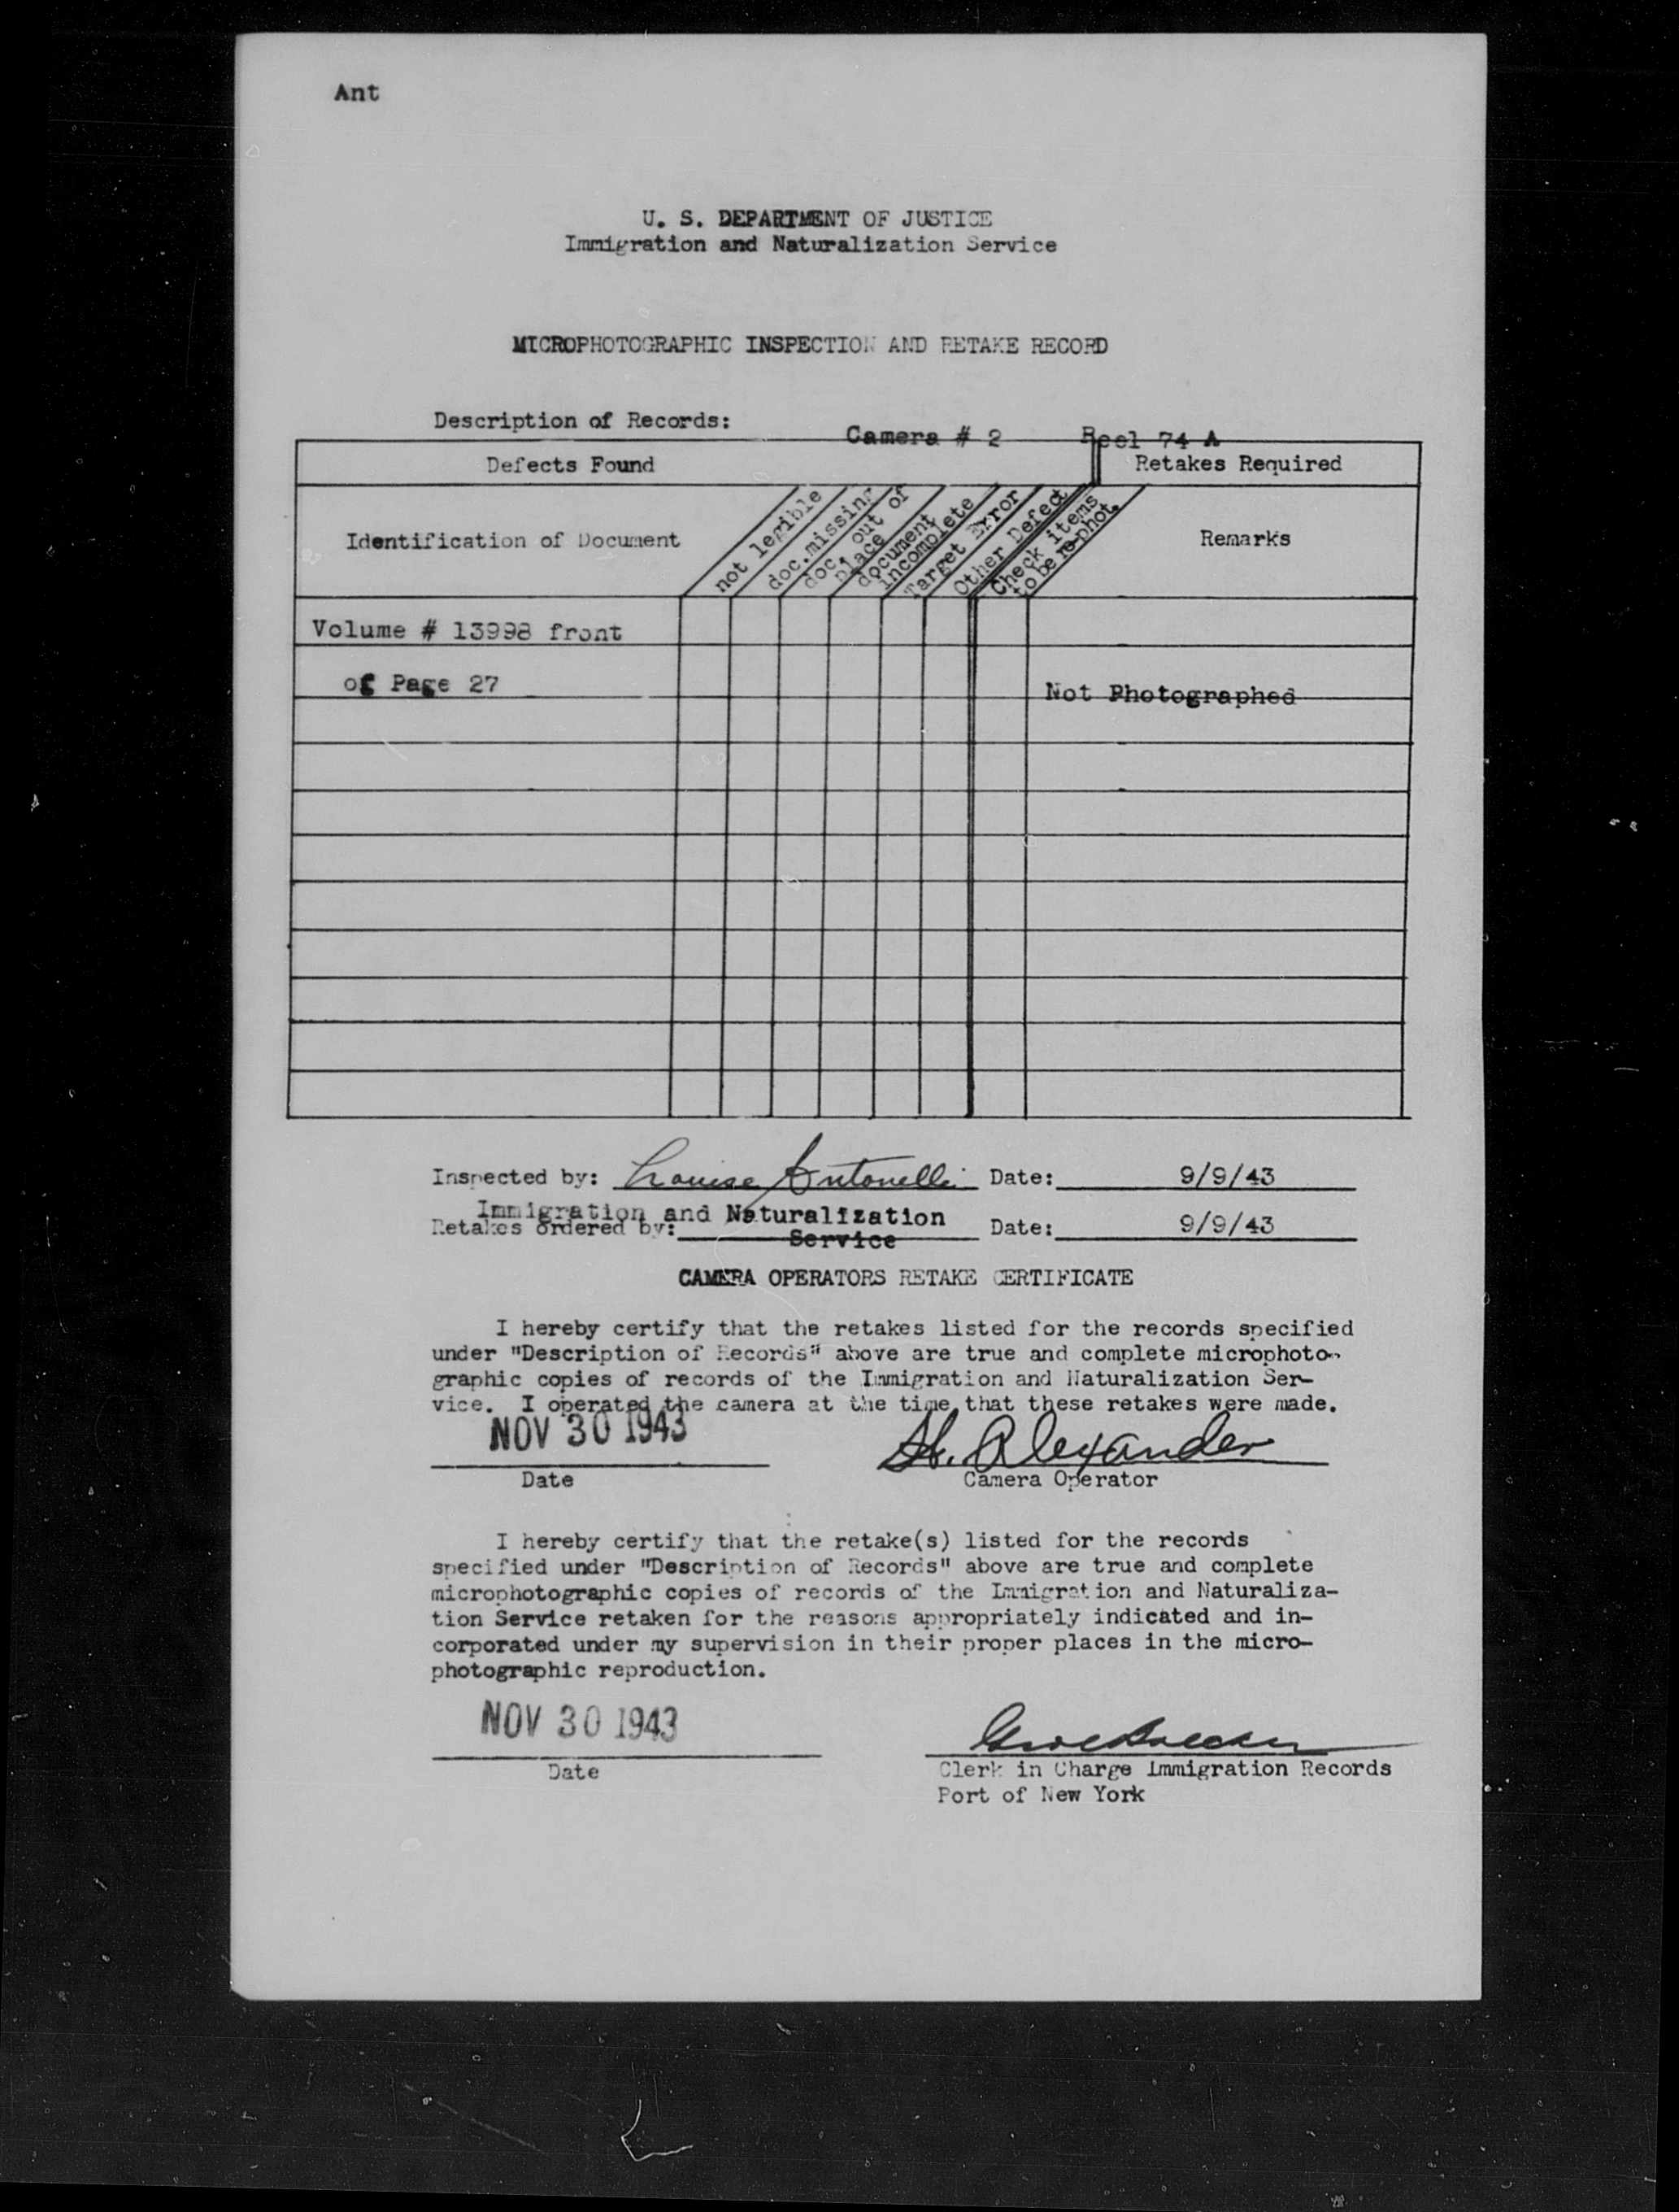 Ant
U. S. DEPARTMENT OF JUSTICE
Immigration and Naturalization Service
MICROPHOTOGRAPHIC INSPECTION AND RETAKE RECORD
Description of Records: Camera # 2 Reel 74 A
Defects Found Retakes Required
Identification of Document
not legible
doc.missing
doc. out of
place
document
incomplete
Target Error
Other Defect
Check items
to be re-phot.
Remarks
Volume # 13998 front
of Page 27 Not Photographed
Inspected by: Louise Antonelli Date: 9/9/43
Immigration and Naturalization
Retakes ordered by: Service Date: 9/9/43
CAMERA OPERATORS RETAKE CERTIFICATE
I hereby certify that the retakes listed for the records specified
under "Description of Records" above are true and complete microphoto-
graphic copies of records of the Immigration and Naturalization Ser-
vice. I operated the camera at the time that these retakes were made.
NOV 30 1943 H. Alexander
Date Camera Operator
I hereby certify that the retake(s) listed for the records
specified under "Description of Records" above are true and complete
microphotographic copies of records of the Immigration and Naturaliza-
tion Service retaken for the reasons appropriately indicated and in-
corporated under my supervision in their proper places in the micro-
photographic reproduction.
NOV 30 1943
Date Clerk in Charge Immigration Records
Port of New York